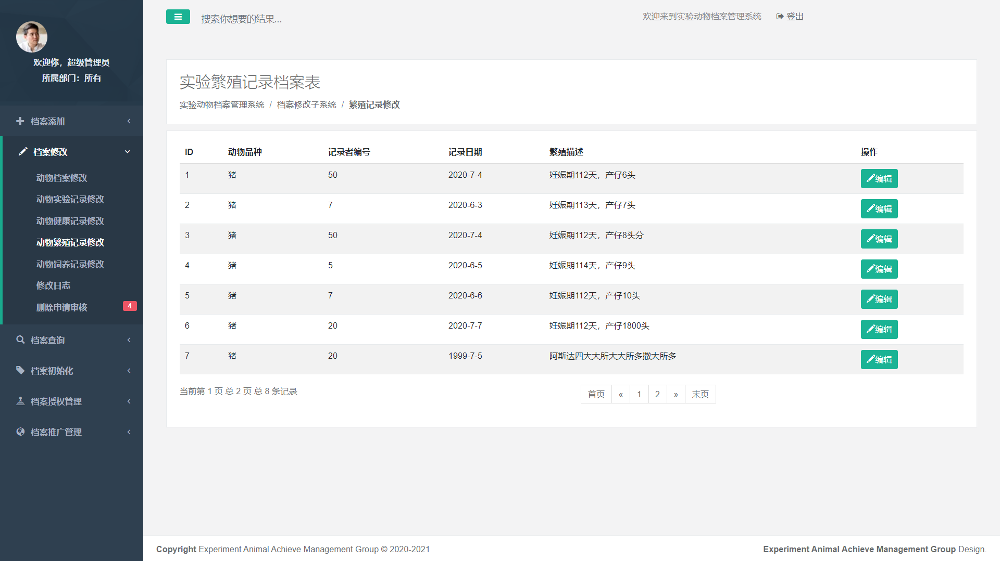 欢迎你，超级管理员
所属部门：所有
档案添加
档案修改
动物档案修改
动物实验记录修改
动物健康记录修改
动物繁殖记录修改
动物饲养记录修改
修改日志
删除申请审核 4
档案查询
档案初始化
档案授权管理
档案推广管理
搜索你想要的结果...
欢迎来到实验动物档案管理系统 登出
实验繁殖记录档案表
实验动物档案管理系统 / 档案修改子系统 / 繁殖记录修改
ID 动物品种 记录者编号 记录日期 繁殖描述 操作
1 猪 50 2020-7-4 妊娠期112天，产仔6头 编辑
2 猪 7 2020-6-3 妊娠期113天，产仔7头 编辑
3 猪 50 2020-7-4 妊娠期112天，产仔8头分 编辑
4 猪 5 2020-6-5 妊娠期114天，产仔9头 编辑
5 猪 7 2020-6-6 妊娠期112天，产仔10头 编辑
6 猪 20 2020-7-7 妊娠期112天，产仔1800头 编辑
7 猪 20 1999-7-5 阿斯达四大大所大大所多撒大所多 编辑
当前第 1 页 总 2 页 总 8 条记录
首页 « 1 2 » 末页
Copyright Experiment Animal Achieve Management Group © 2020-2021
Experiment Animal Achieve Management Group Design.